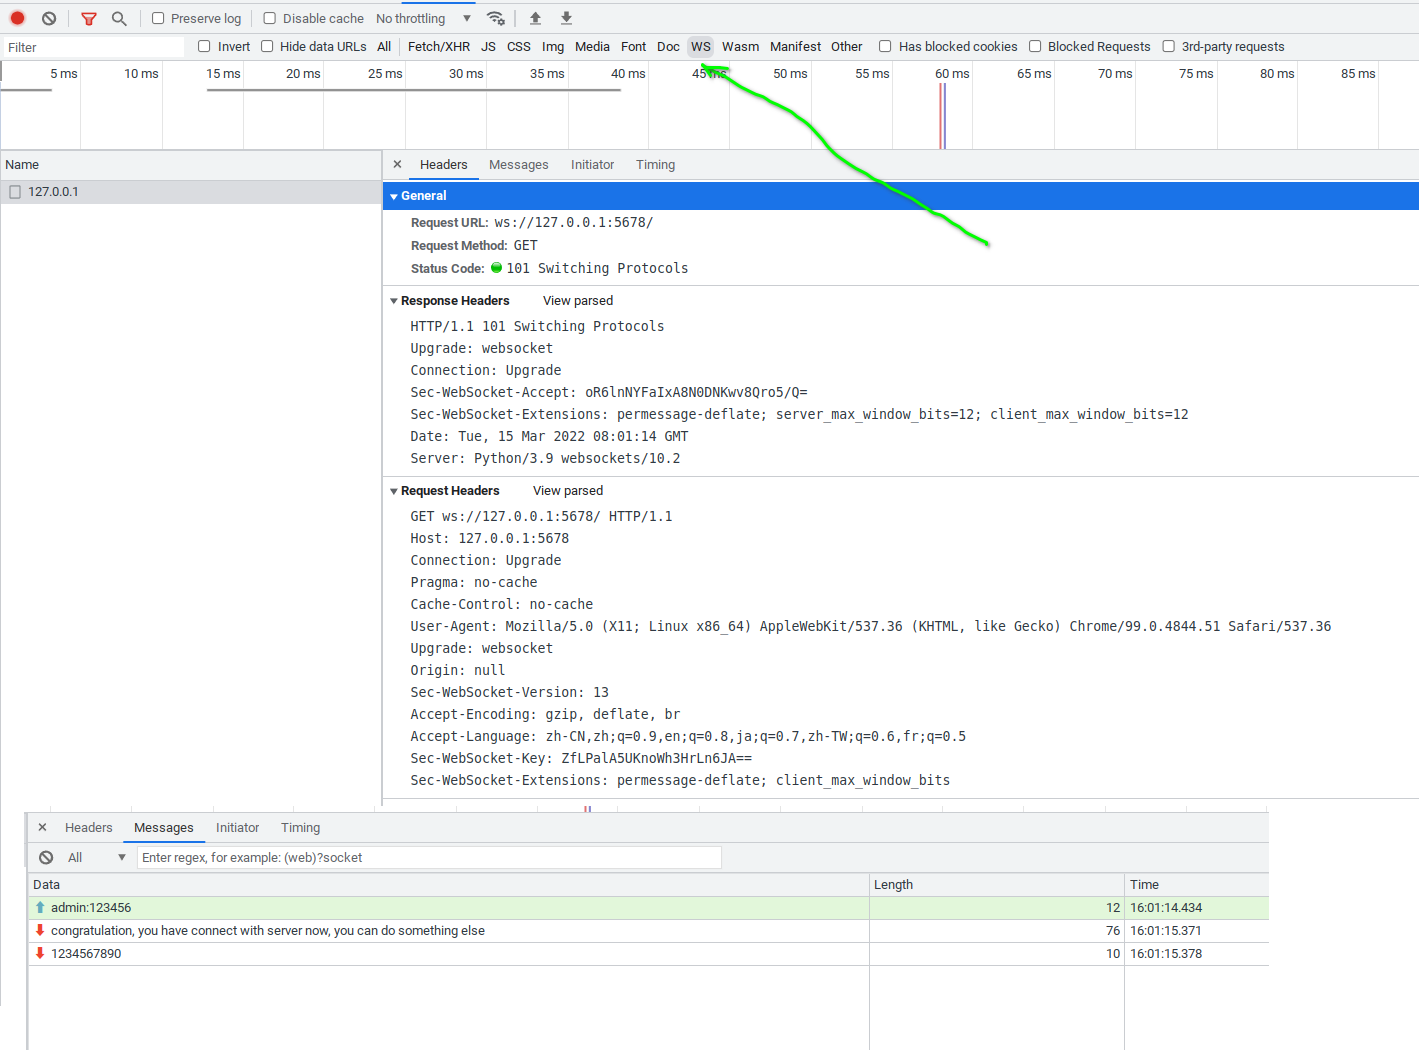 Preserve log Disable cache No throttling
Filter Invert Hide data URLs All Fetch/XHR JS CSS Img Media Font Doc WS Wasm Manifest Other Has blocked cookies Blocked Requests 3rd-party requests
5 ms 10 ms 15 ms 20 ms 25 ms 30 ms 35 ms 40 ms 45 ms 50 ms 55 ms 60 ms 65 ms 70 ms 75 ms 80 ms 85 ms
Name × Headers Messages Initiator Timing
127.0.0.1
General
Request URL: ws://127.0.0.1:5678/
Request Method: GET
Status Code: 101 Switching Protocols
Response Headers View parsed
HTTP/1.1 101 Switching Protocols
Upgrade: websocket
Connection: Upgrade
Sec-WebSocket-Accept: oR6lnNYFaIxA8N0DNKwv8Qro5/Q=
Sec-WebSocket-Extensions: permessage-deflate; server_max_window_bits=12; client_max_window_bits=12
Date: Tue, 15 Mar 2022 08:01:14 GMT
Server: Python/3.9 websockets/10.2
Request Headers View parsed
GET ws://127.0.0.1:5678/ HTTP/1.1
Host: 127.0.0.1:5678
Connection: Upgrade
Pragma: no-cache
Cache-Control: no-cache
User-Agent: Mozilla/5.0 (X11; Linux x86_64) AppleWebKit/537.36 (KHTML, like Gecko) Chrome/99.0.4844.51 Safari/537.36
Upgrade: websocket
Origin: null
Sec-WebSocket-Version: 13
Accept-Encoding: gzip, deflate, br
Accept-Language: zh-CN,zh;q=0.9,en;q=0.8,ja;q=0.7,zh-TW;q=0.6,fr;q=0.5
Sec-WebSocket-Key: ZfLPalA5UKnoWh3HrLn6JA==
Sec-WebSocket-Extensions: permessage-deflate; client_max_window_bits
× Headers Messages Initiator Timing
All Enter regex, for example: (web)?socket
Data Length Time
admin:123456 12 16:01:14.434
congratulation, you have connect with server now, you can do something else 76 16:01:15.371
1234567890 10 16:01:15.378